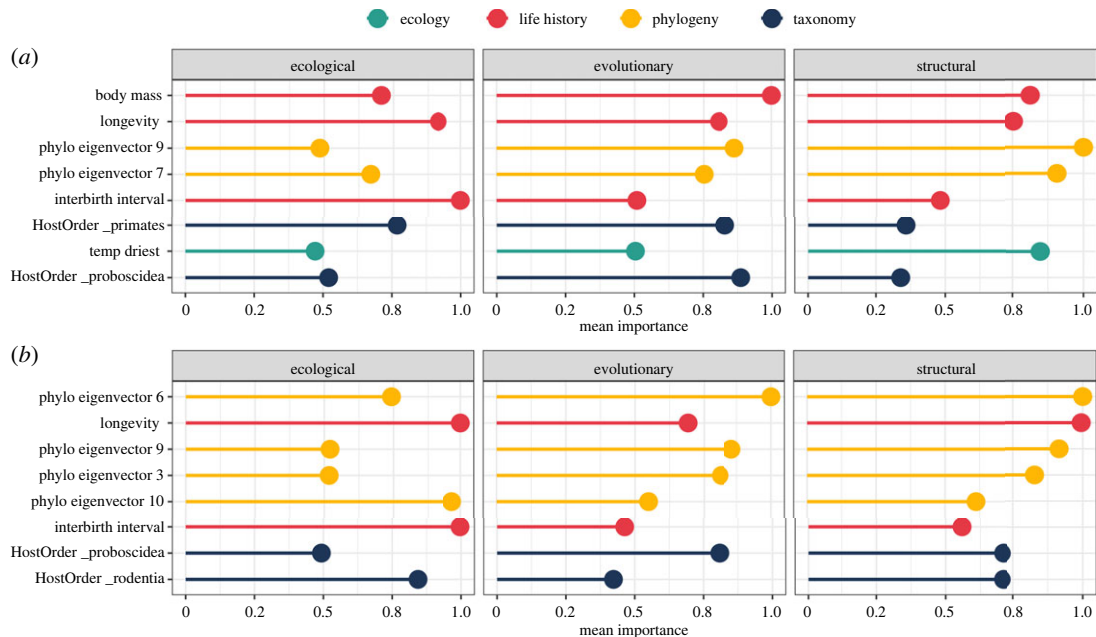 ecology life history phylogeny taxonomy
(a)
ecological evolutionary structural
body mass
longevity
phylo eigenvector 9
phylo eigenvector 7
interbirth interval
HostOrder _primates
temp driest
HostOrder _proboscidea
0 0.2 0.5 0.8 1.0 0 0.2 0.5 0.8 1.0 0 0.2 0.5 0.8 1.0
mean importance
(b)
ecological evolutionary structural
phylo eigenvector 6
longevity
phylo eigenvector 9
phylo eigenvector 3
phylo eigenvector 10
interbirth interval
HostOrder _proboscidea
HostOrder _rodentia
0 0.2 0.5 0.8 1.0 0 0.2 0.5 0.8 1.0 0 0.2 0.5 0.8 1.0
mean importance